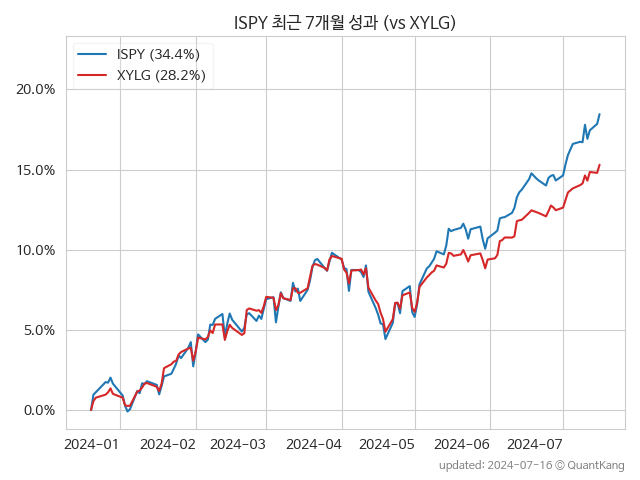 ISPY 최근 7개월 성과 (vs XYLG)
ISPY (34.4%)
XYLG (28.2%)
20.0%
15.0%
10.0%
5.0%
0.0%
2024-01 2024-02 2024-03 2024-04 2024-05 2024-06 2024-07
updated: 2024-07-16 © QuantKang